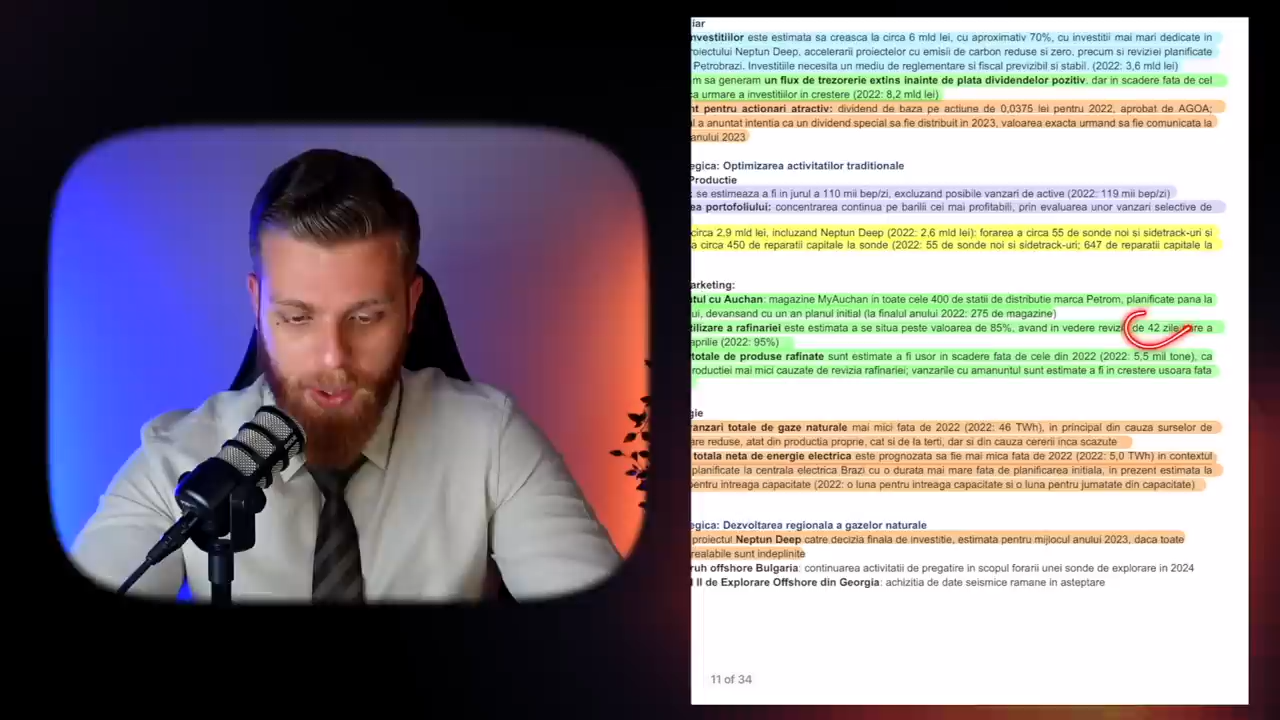 iar
nvestitiilor este estimata sa creasca la circa 6 mld lei, cu aproximativ 70%, cu investitii mai mari dedicate in
roiectului Neptun Deep, accelerarii proiectelor cu emisii de carbon reduse si zero, precum si reviziei planificate
Petrobrazi. Investitiile necesita un mediu de reglementare si fiscal previzibil si stabil. (2022: 3,6 mld lei)
m sa generam un flux de trezorerie extins inainte de plata dividendelor pozitiv, dar in scadere fata de cel
ca urmare a investitiilor in crestere (2022: 8,2 mld lei)
nt pentru actionari atractiv: dividend de baza pe actiune de 0,0375 lei pentru 2022, aprobat de AGOA;
l a anuntat intentia ca un dividend special sa fie distribuit in 2023, valoarea exacta urmand sa fie comunicata la
anului 2023
egica: Optimizarea activitatilor traditionale
Productie
: se estimeaza a fi in jurul a 110 mii bep/zi, excluzand posibile vanzari de active (2022: 119 mii bep/zi)
ea portofoliului: concentrarea continua pe barilii cei mai profitabili, prin evaluarea unor vanzari selective de
circa 2,9 mld lei, incluzand Neptun Deep (2022: 2,6 mld lei): forarea a circa 55 de sonde noi si sidetrack-uri si
a circa 450 de reparatii capitale la sonde (2022: 55 de sonde noi si sidetrack-uri; 647 de reparatii capitale la
arketing:
tul cu Auchan: magazine MyAuchan in toate cele 400 de statii de distributie marca Petrom, planificate pana la
ui, devansand cu un an planul initial (la finalul anului 2022: 275 de magazine)
tilizare a rafinariei este estimata a se situa peste valoarea de 85%, avand in vedere revizi de 42 zile a
aprilie (2022: 95%)
totale de produse rafinate sunt estimate a fi usor in scadere fata de cele din 2022 (2022: 5,5 mil tone), ca
roductiei mai mici cauzate de revizia rafinariei; vanzarile cu amanuntul sunt estimate a fi in crestere usoara fata
gie
vanzari totale de gaze naturale mai mici fata de 2022 (2022: 46 TWh), in principal din cauza surselor de
are reduse, atat din productia proprie, cat si de la terti, dar si din cauza cererii inca scazute
totala neta de energie electrica este prognozata sa fie mai mica fata de 2022 (2022: 5,0 TWh) in contextul
planificate la centrala electrica Brazi cu o durata mai mare fata de planificarea initiala, in prezent estimata la
pentru intreaga capacitate (2022: o luna pentru intreaga capacitate si o luna pentru jumatate din capacitate)
egica: Dezvoltarea regionala a gazelor naturale
proiectul Neptun Deep catre decizia finala de investitie, estimata pentru mijlocul anului 2023, daca toate
realabile sunt indeplinite
ruh offshore Bulgaria: continuarea activitatii de pregatire in scopul forarii unei sonde de explorare in 2024
l II de Explorare Offshore din Georgia: achizitia de date seismice ramane in asteptare
11 of 34